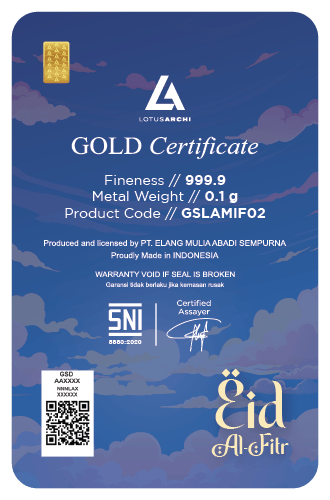 LOTUSARCHI
GOLD Certificate
Fineness // 999.9
Metal Weight // 0.1 g
Product Code // GSLAMIF02
Produced and licensed by PT. ELANG MULIA ABADI SEMPURNA
Proudly Made in INDONESIA
WARRANTY VOID IF SEAL IS BROKEN
Garansi tidak berlaku jika kemasan rusak
SNI
8880:2020
Certified
Assayer
GSD
AAXXXX
NNNLAX
XXXXXX
Ëid
Al-Fitr